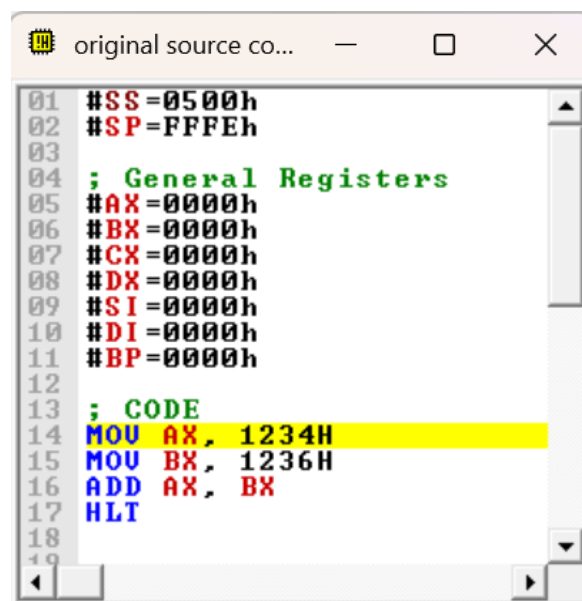 original source co...
01 #SS=0500h
02 #SP=FFFEh
03
04 ; General Registers
05 #AX=0000h
06 #BX=0000h
07 #CX=0000h
08 #DX=0000h
09 #SI=0000h
10 #DI=0000h
11 #BP=0000h
12
13 ; CODE
14 MOV AX, 1234H
15 MOV BX, 1236H
16 ADD AX, BX
17 HLT
18
19